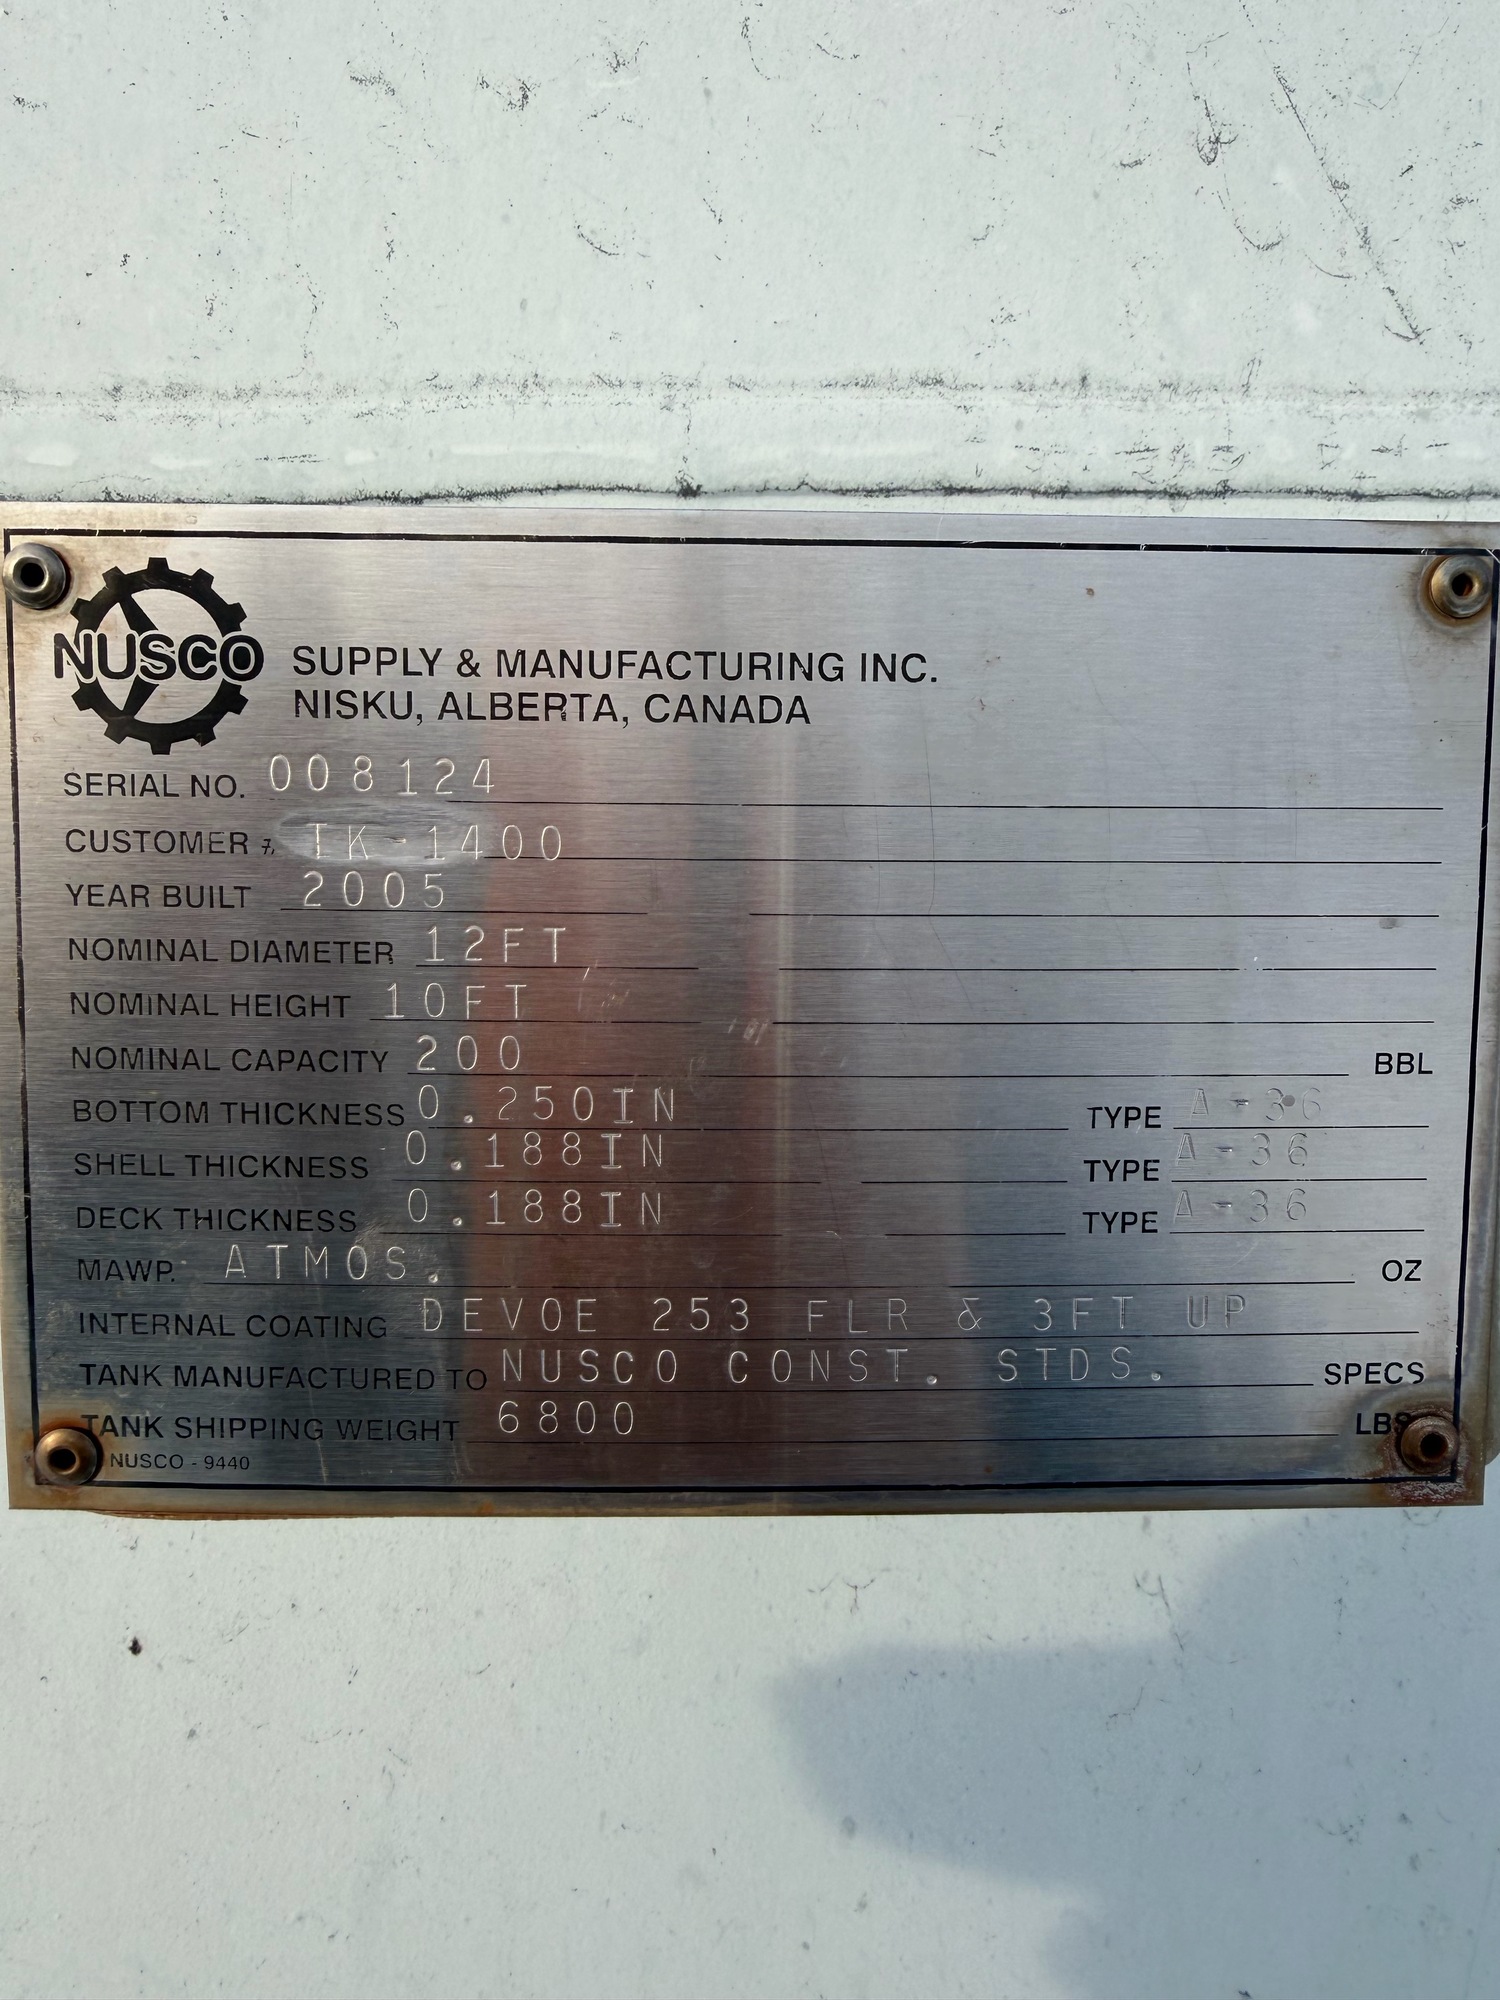 NUSCO SUPPLY & MANUFACTURING INC.
NISKU, ALBERTA, CANADA
SERIAL NO. 008124
CUSTOMER TK-1400
YEAR BUILT 2005
NOMINAL DIAMETER 12FT
NOMINAL HEIGHT 10FT
NOMINAL CAPACITY 200 BBL
BOTTOM THICKNESS 0.250IN TYPE A-36
SHELL THICKNESS 0.188IN TYPE A-36
DECK THICKNESS 0.188IN TYPE A-36
MAWP. ATMOS. OZ
INTERNAL COATING DEVOE 253 FLR & 3FT UP
TANK MANUFACTURED TO NUSCO CONST. STDS. SPECS
TANK SHIPPING WEIGHT 6800 LBS
NUSCO - 9440